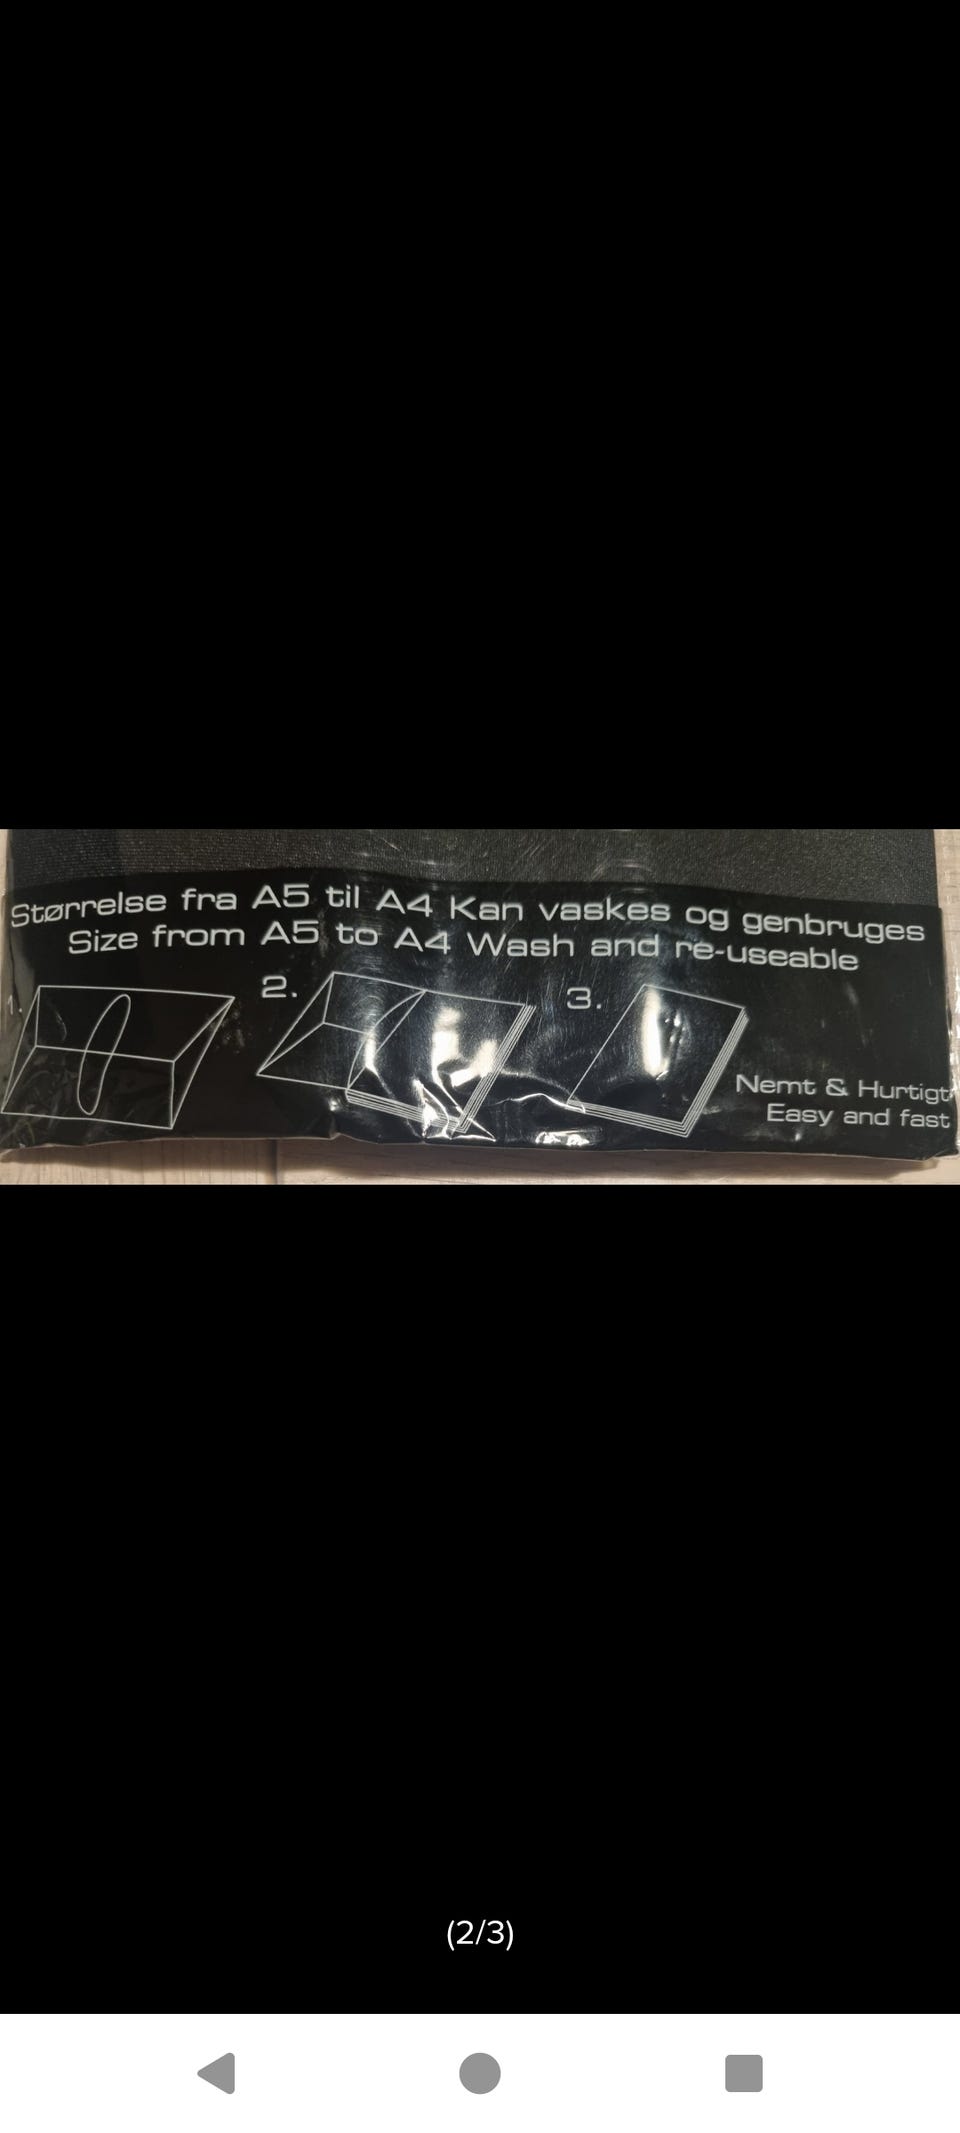 Størrelse fra A5 til A4 Kan vaskes og genbruges
Size from A5 to A4 Wash and re-useable
1.
2.
3.
Nemt & Hurtigt
Easy and fast
(2/3)